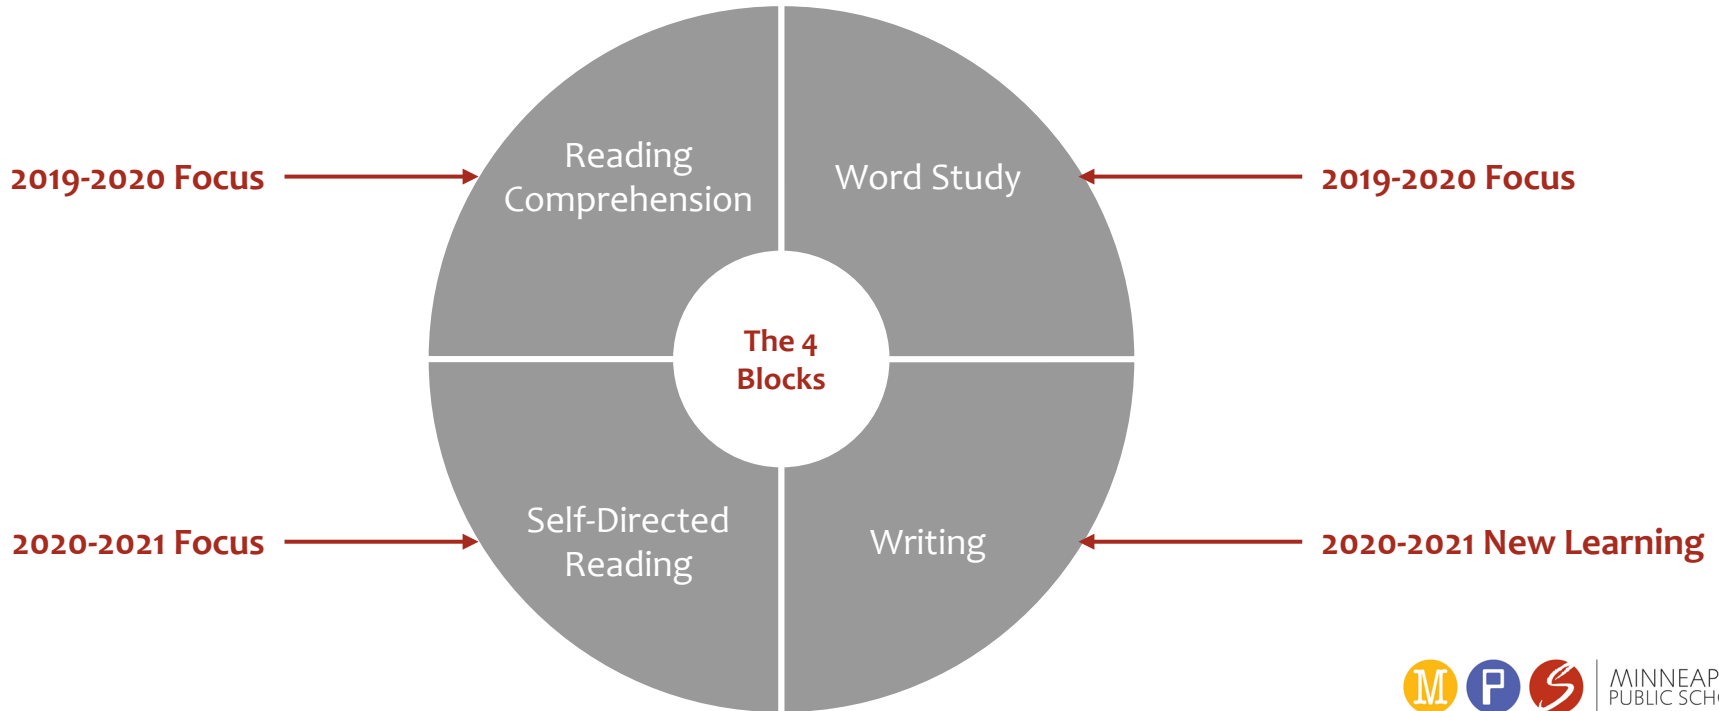 Reading
Comprehension
Word Study
2019-2020 Focus
2019-2020 Focus
The 4
Blocks
Self-Directed
Reading
Writing
2020-2021 Focus
2020-2021 New Learning
M P S
MINNEAP
PUBLIC SCH